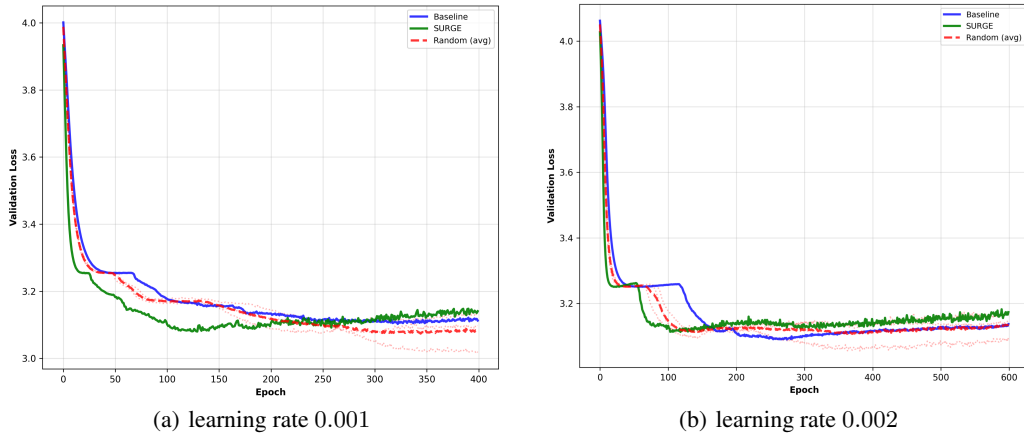 Baseline
SURGE
Random (avg)
4.0
3.8
3.6
3.4
3.2
3.0
Validation Loss
0
50
100
150
200
250
300
350
400
Epoch
(a) learning rate 0.001
Baseline
SURGE
Random (avg)
4.0
3.8
3.6
3.4
3.2
Validation Loss
0
100
200
300
400
500
600
Epoch
(b) learning rate 0.002